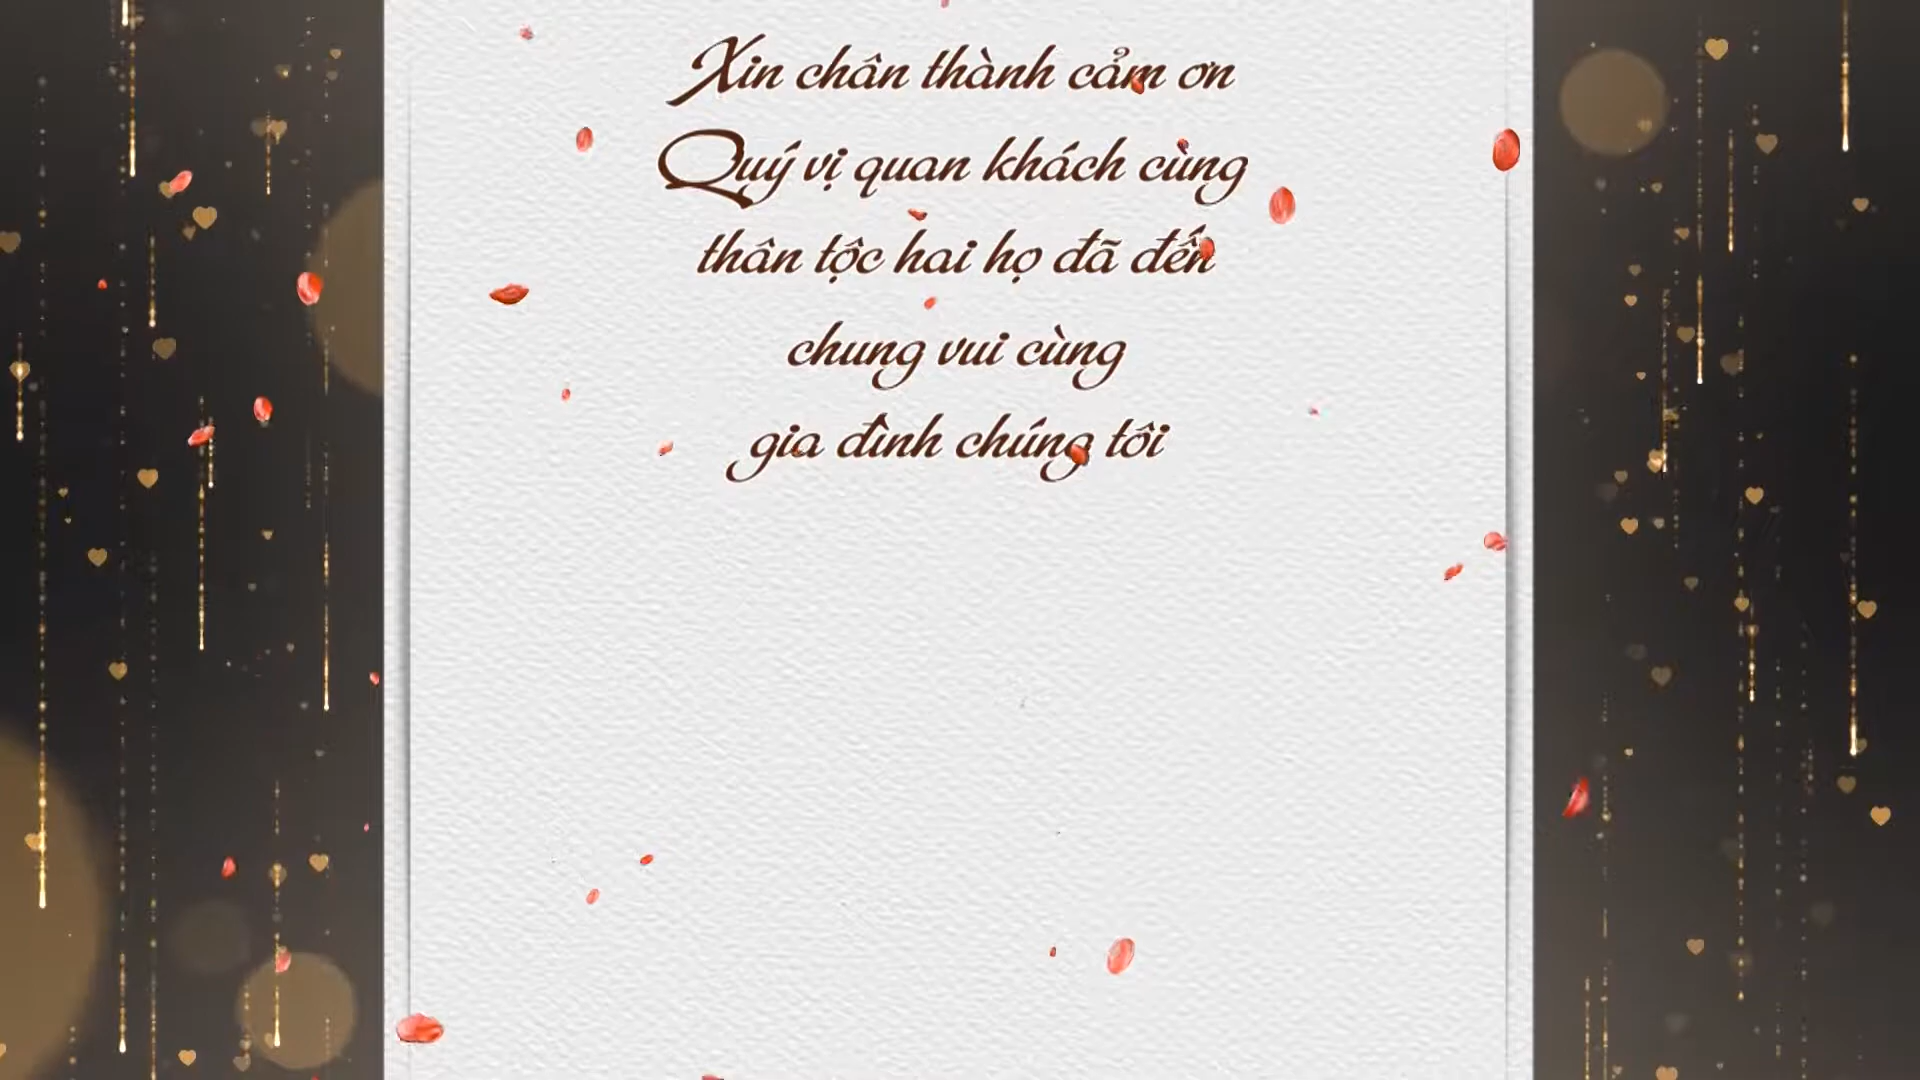 Xin chân thành cảm ơn
Quý vị quan khách cùng
thân tộc hai họ đã đến
chung vui cùng
gia đình chúng tôi